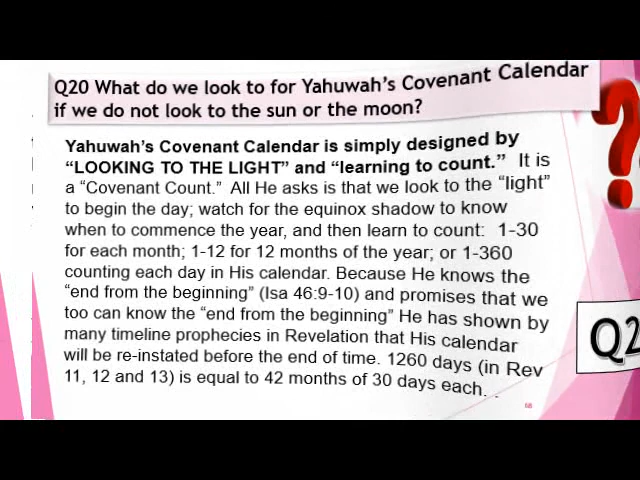 Q20 What do we look to for Yahuwah's Covenant Calendar
if we do not look to the sun or the moon?
Yahuwah's Covenant Calendar is simply designed by
"LOOKING TO THE LIGHT" and "learning to count." It is
a "Covenant Count." All He asks is that we look to the "light"
to begin the day; watch for the equinox shadow to know
when to commence the year, and then learn to count: 1-30
for each month; 1-12 for 12 months of the year; or 1-360
counting each day in His calendar. Because He knows the
"end from the beginning" (Isa 46:9-10) and promises that we
too can know the "end from the beginning" He has shown by
many timeline prophecies in Revelation that His calendar
will be re-instated before the end of time. 1260 days (in Rev
11, 12 and 13) is equal to 42 months of 30 days each.
?
Q2